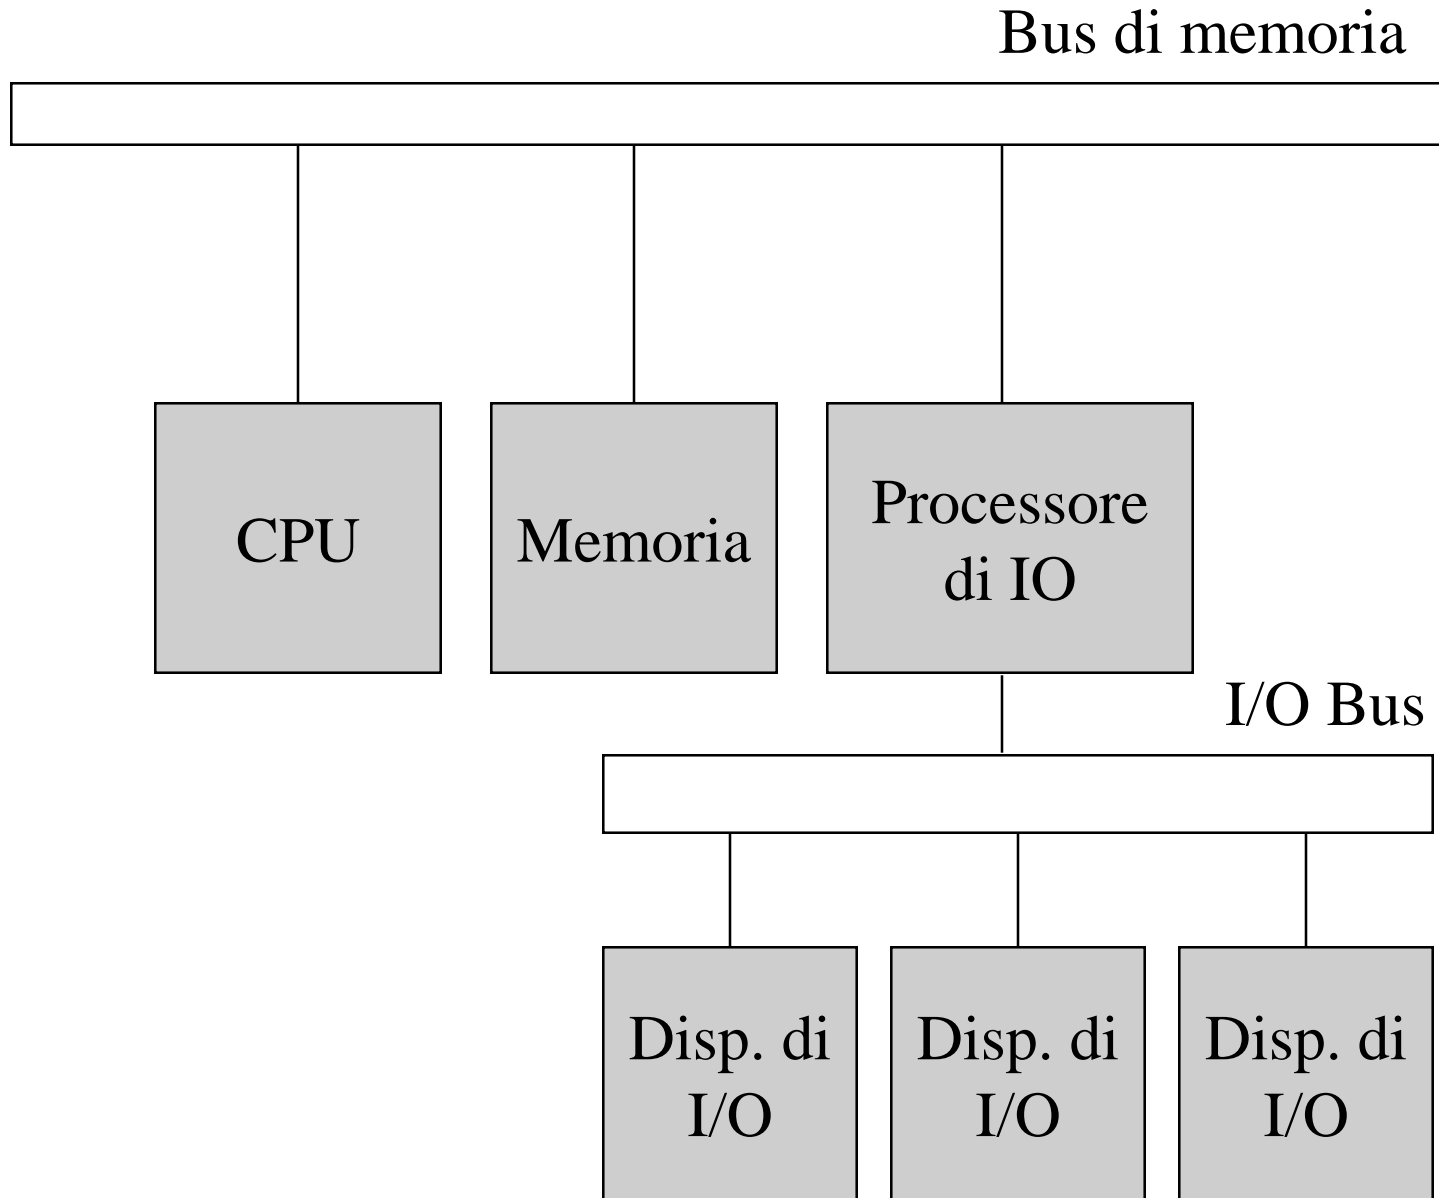 Bus di memoria
CPU
Memoria
Processore
di IO
I/O Bus
Disp. di
I/O
Disp. di
I/O
Disp. di
I/O